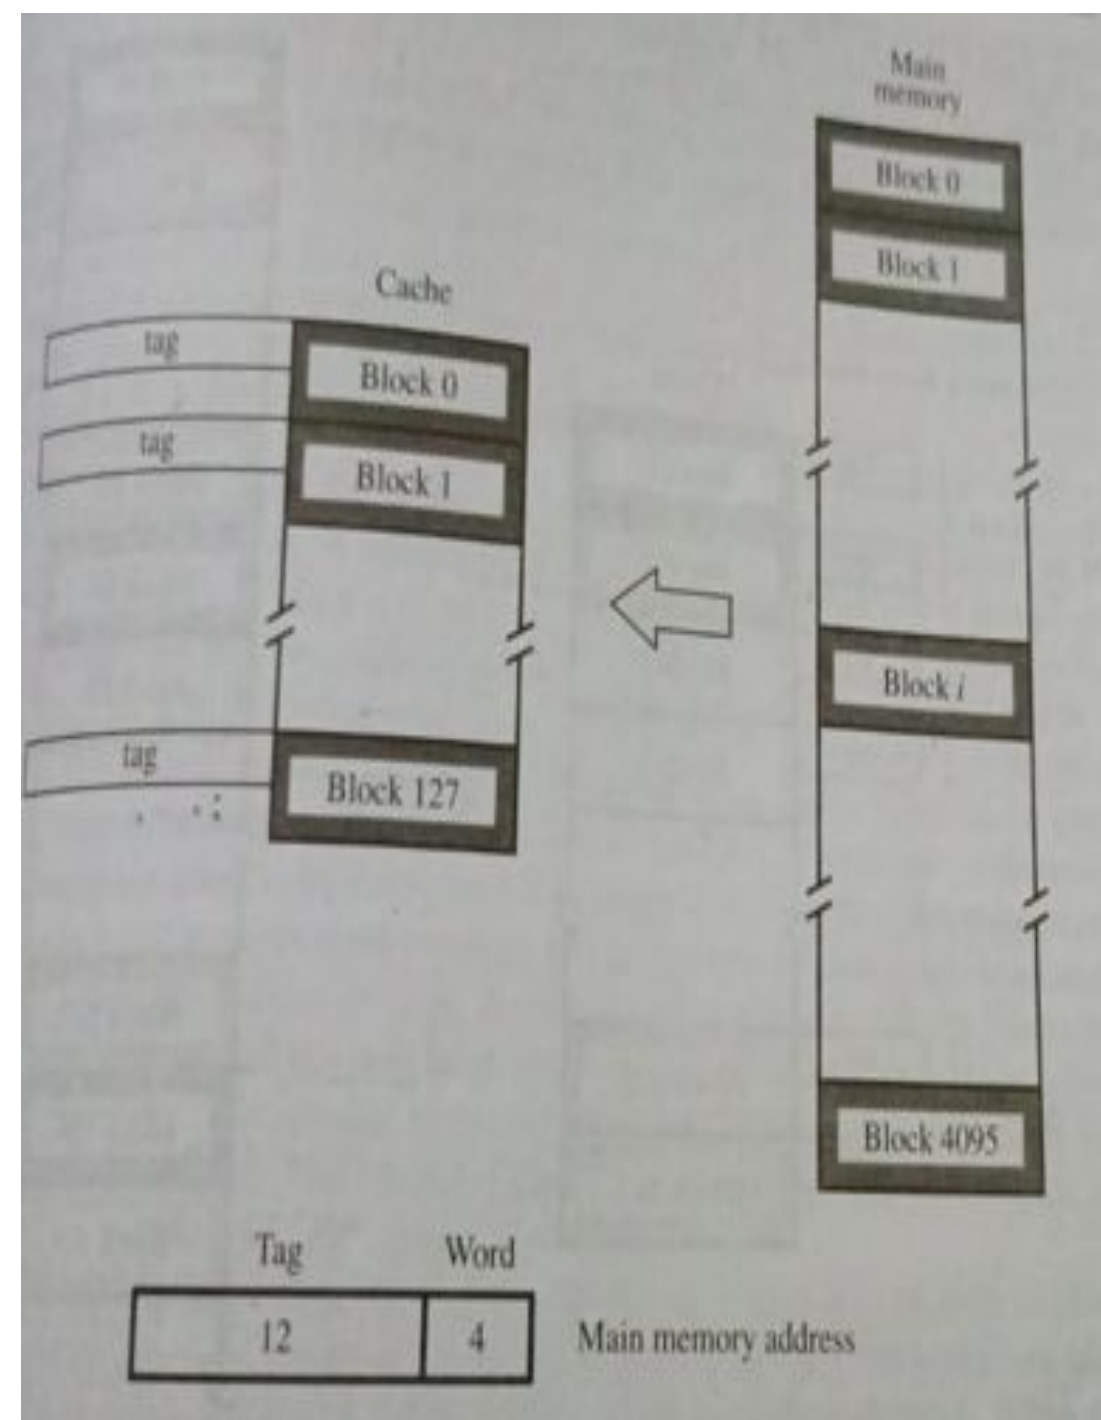 Main
memory
Block 0
Block 1
Cache
tag
Block 0
tag
Block 1
Block i
tag
Block 127
Block 4095
Tag
Word
12
4
Main memory address